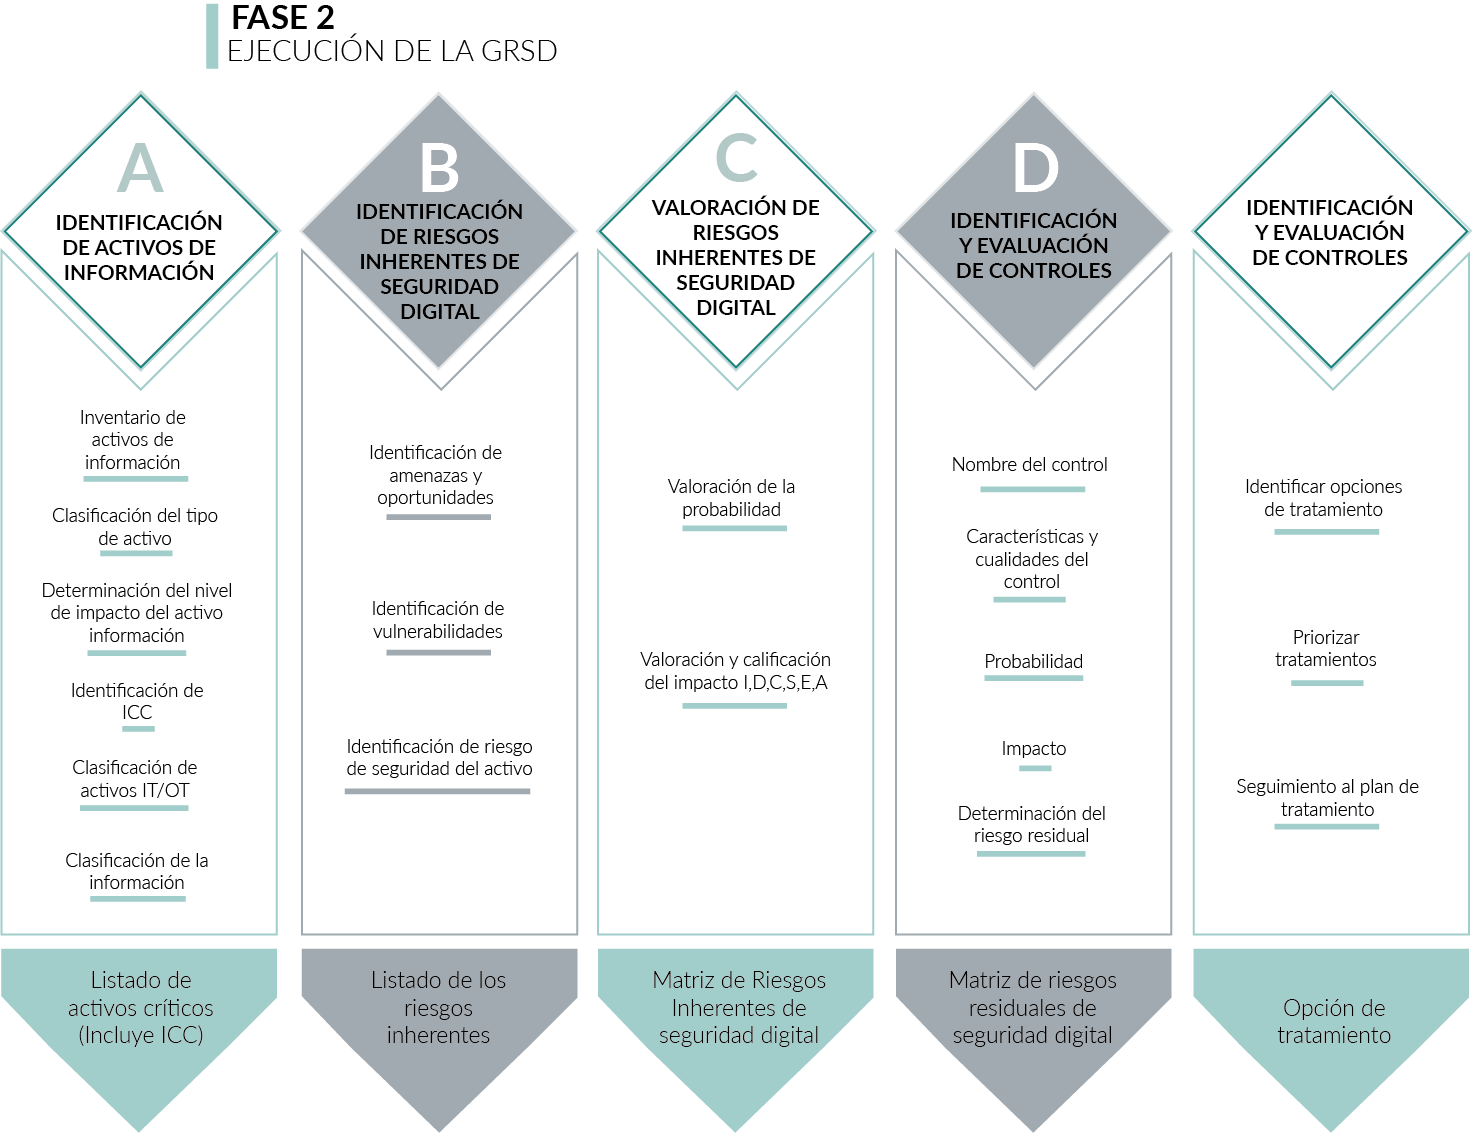 FASE 2
EJECUCIÓN DE LA GRSD
A
IDENTIFICACIÓN
DE ACTIVOS DE
INFORMACIÓN
Inventario de
activos de
información
Clasificación del tipo
de activo
Determinación del nivel
de impacto del activo
información
Identificación de
ICC
Clasificación de
activos IT/OT
Clasificación de la
información
Listado de
activos críticos
(Incluye ICC)
B
IDENTIFICACIÓN
DE RIESGOS
INHERENTES DE
SEGURIDAD
DIGITAL
Identificación de
amenazas y
oportunidades
Identificación de
vulnerabilidades
Identificación de riesgo
de seguridad del activo
Listado de los
riesgos
inherentes
C
VALORACIÓN DE
RIESGOS
INHERENTES DE
SEGURIDAD
DIGITAL
Valoración de la
probabilidad
Valoración y calificación
del impacto I,D,C,S,E,A
Matriz de Riesgos
Inherentes de
seguridad digital
D
IDENTIFICACIÓN
Y EVALUACIÓN
DE CONTROLES
Nombre del control
Características y
cualidades del
control
Probabilidad
Impacto
Determinación del
riesgo residual
Matriz de riesgos
residuales de
seguridad digital
IDENTIFICACIÓN
Y EVALUACIÓN
DE CONTROLES
Identificar opciones
de tratamiento
Priorizar
tratamientos
Seguimiento al plan de
tratamiento
Opción de
tratamiento